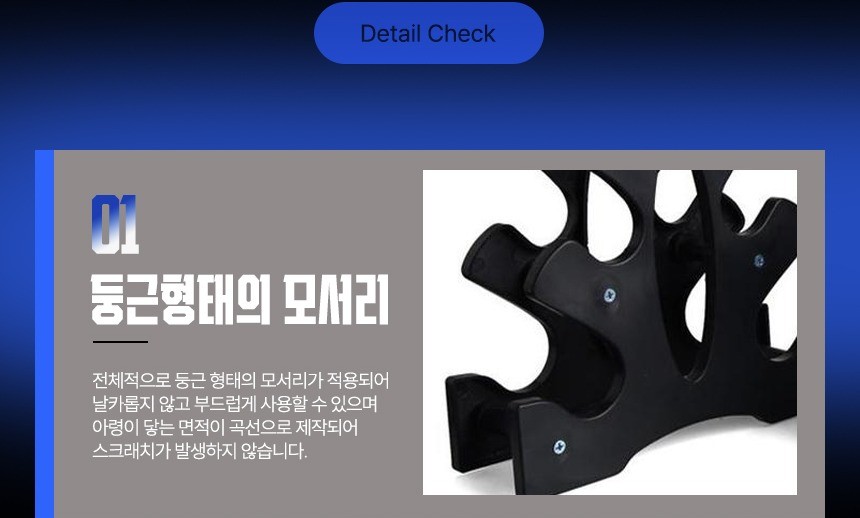 Detail Check
01
둥근형태의 모서리
전체적으로 둥근 형태의 모서리가 적용되어
날카롭지 않고 부드럽게 사용할 수 있으며
아령이 닿는 면적이 곡선으로 제작되어
스크래치가 발생하지 않습니다.